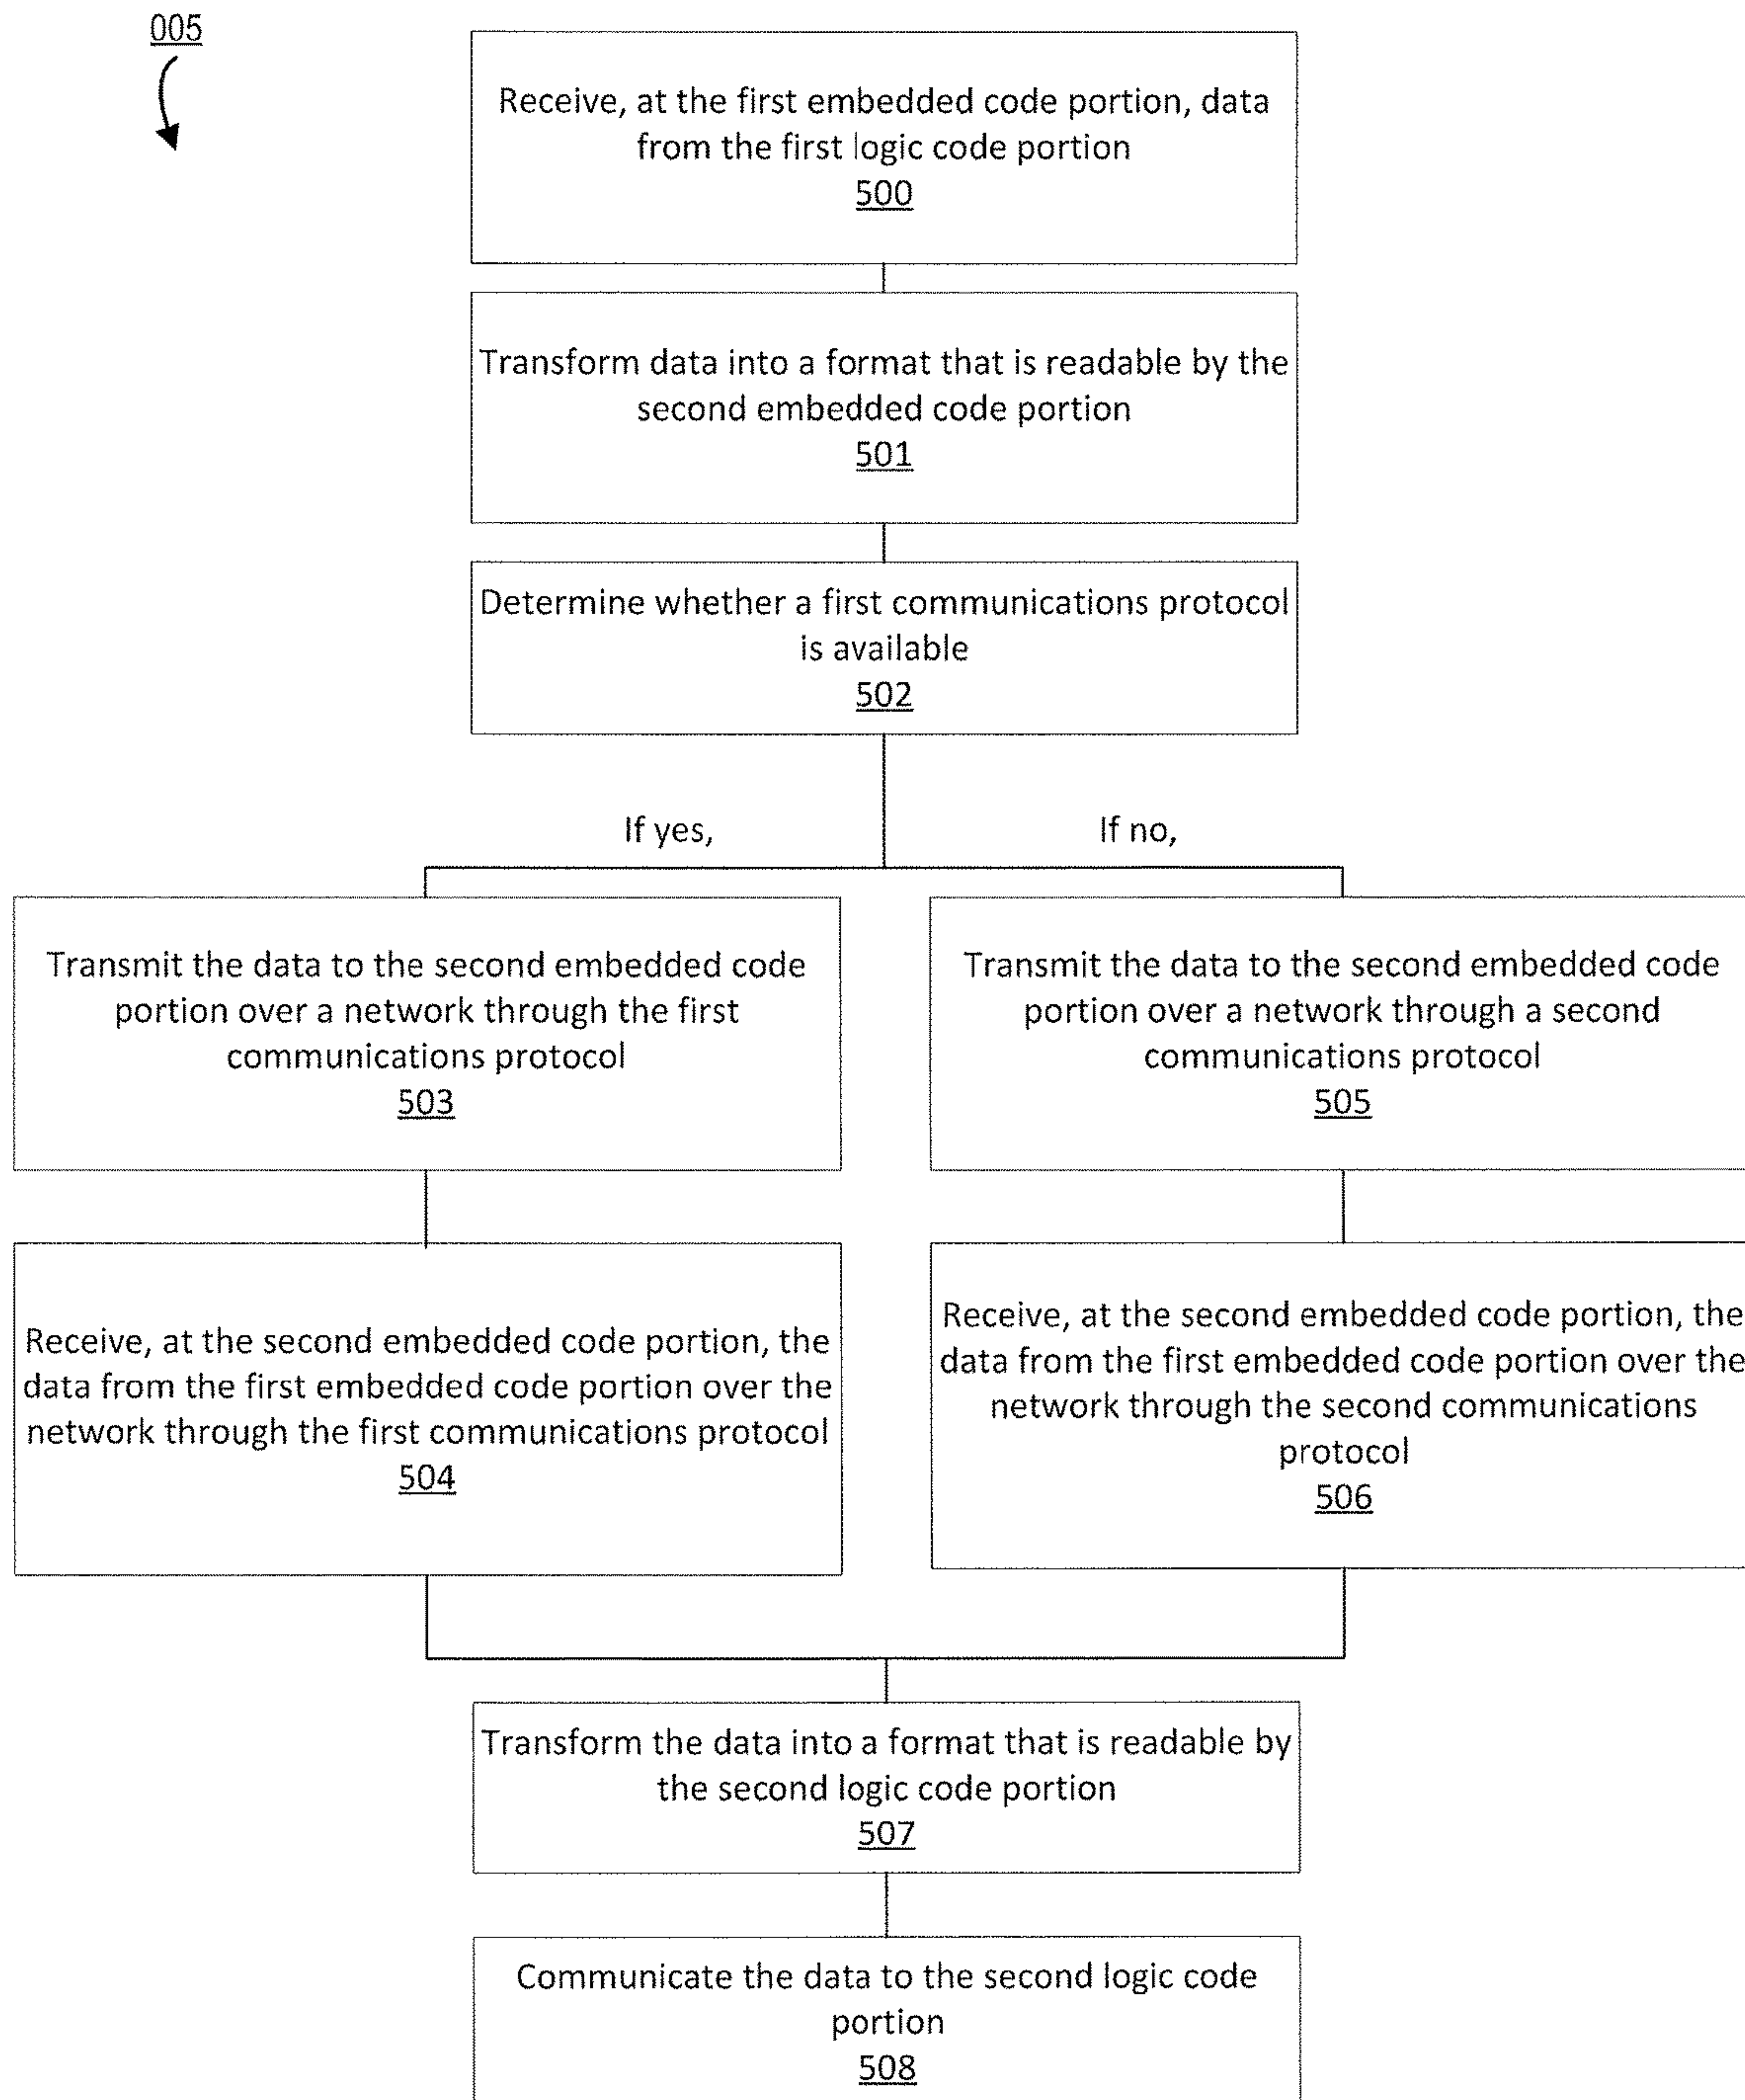 005
Receive, at the first embedded code portion, data
from the first logic code portion
500
Transform data into a format that is readable by the
second embedded code portion
501
Determine whether a first communications protocol
is available
502
If yes,
If no,
Transmit the data to the second embedded code
portion over a network through the first
communications protocol
503
Transmit the data to the second embedded code
portion over a network through a second
communications protocol
505
Receive, at the second embedded code portion, the
data from the first embedded code portion over the
network through the first communications protocol
504
Receive, at the second embedded code portion, the
data from the first embedded code portion over the
network through the second communications
protocol
506
Transform the data into a format that is readable by
the second logic code portion
507
Communicate the data to the second logic code
portion
508